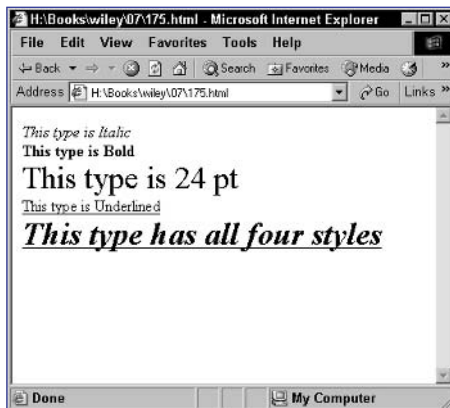 H:\Books\wiley\07\175.html - Microsoft Internet Explorer
File Edit View Favorites Tools Help
Back Search Favorites Media »
Address H:\Books\wiley\07\175.html Go Links »
This type is Italic
This type is Bold
This type is 24 pt
This type is Underlined
This type has all four styles
Done My Computer